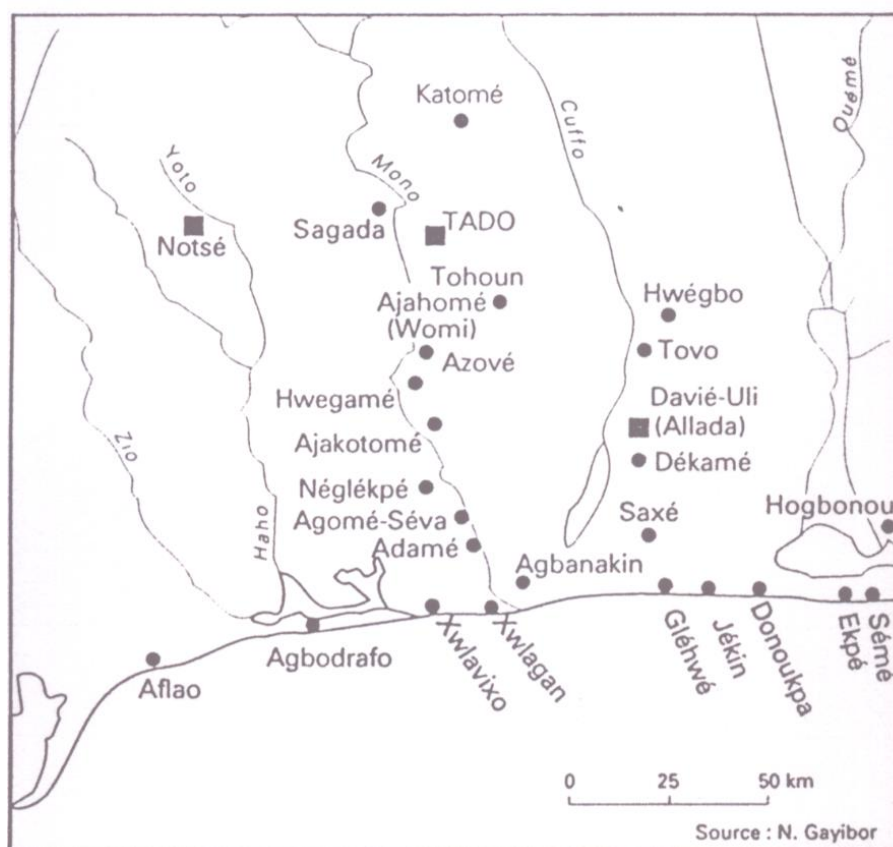 Katomé
Cuffo
Ouémé
Yoto
Mono
Sagada
TADO
Notsé
Tohoun
Ajahomé
(Womi)
Hwégbo
Azové
Tovo
Hwegamé
Davié-Uli
(Allada)
Ajakotomé
Zio
Dékamé
Néglékpé
Haho
Agomé-Séva
Saxé
Hogbonou
Adamé
Agbanakin
Agbodrafo
Aflao
Xwlavixo
Xwlagan
Gléhwé
Jékin
Donoukpa
Ekpé
Sémé
0 25 50 km
Source : N. Gayibor